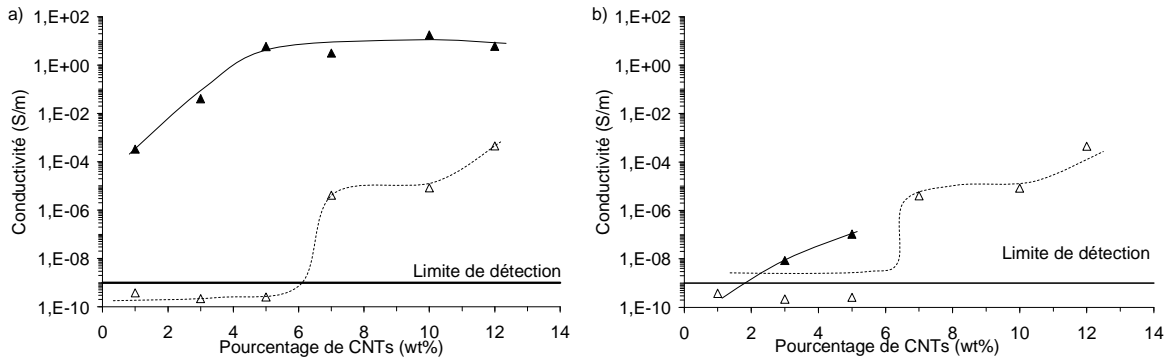 a)
Conductivité (S/m)
1,E+02
1,E+00
1,E-02
1,E-04
1,E-06
1,E-08
1,E-10
Limite de détection
0 2 4 6 8 10 12 14
Pourcentage de CNTs (wt%)
b)
Conductivité (S/m)
1,E+02
1,E+00
1,E-02
1,E-04
1,E-06
1,E-08
1,E-10
Limite de détection
0 2 4 6 8 10 12 14
Pourcentage de CNTs (wt%)